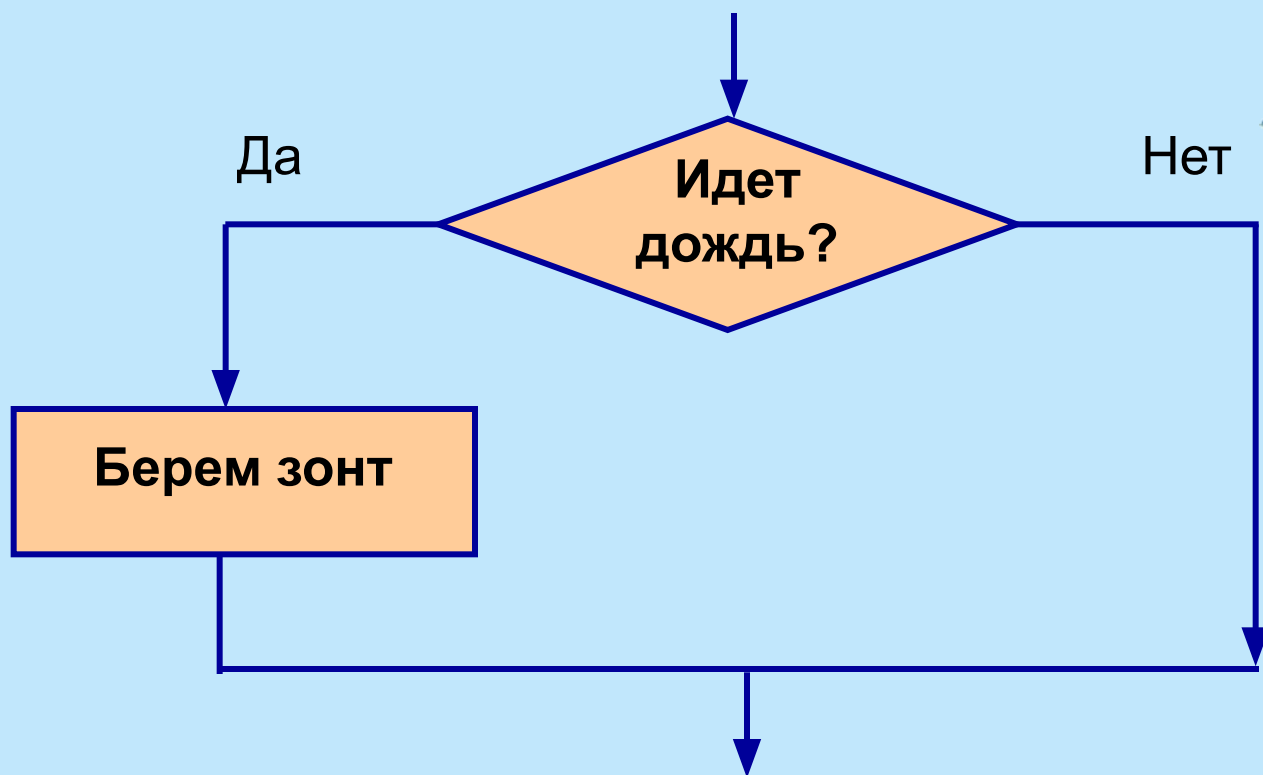 Да
Идет
дождь?
Нет
Берем зонт